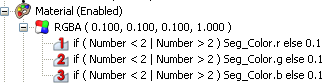 Material (Enabled)
RGBA ( 0.100, 0.100, 0.100, 1.000 )
1 if ( Number < 2 | Number > 2 ) Seg_Color.r else 0.1
2 if ( Number < 2 | Number > 2 ) Seg_Color.g else 0.1
3 if ( Number < 2 | Number > 2 ) Seg_Color.b else 0.1